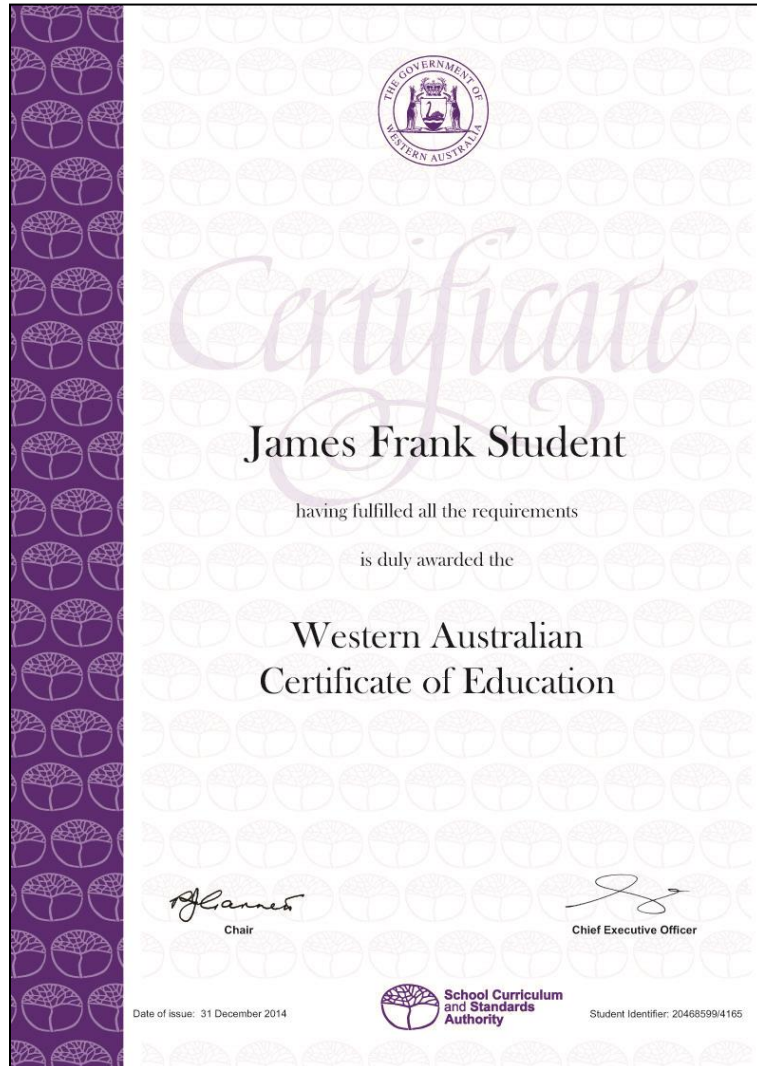 THE GOVERNMENT OF
WESTERN AUSTRALIA
Certificate
James Frank Student
having fulfilled all the requirements
is duly awarded the
Western Australian
Certificate of Education
Chair
Chief Executive Officer
Date of issue: 31 December 2014
School Curriculum
and Standards
Authority
Student Identifier: 20468599/4165